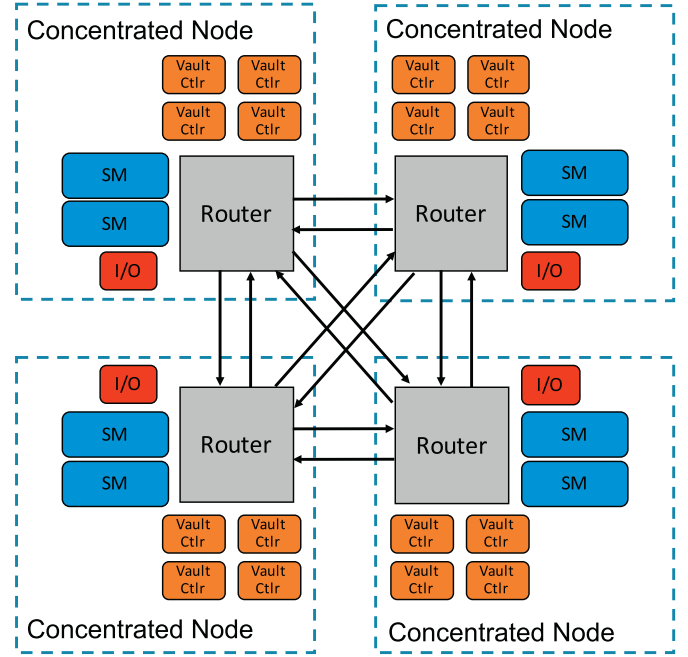 Concentrated Node
Vault
Ctlr
Vault
Ctlr
Vault
Ctlr
Vault
Ctlr
SM
SM
Router
I/O
Concentrated Node
Vault
Ctlr
Vault
Ctlr
Vault
Ctlr
Vault
Ctlr
Router
SM
SM
I/O
I/O
SM
SM
Router
Vault
Ctlr
Vault
Ctlr
Vault
Ctlr
Vault
Ctlr
Concentrated Node
I/O
Router
SM
SM
Vault
Ctlr
Vault
Ctlr
Vault
Ctlr
Vault
Ctlr
Concentrated Node